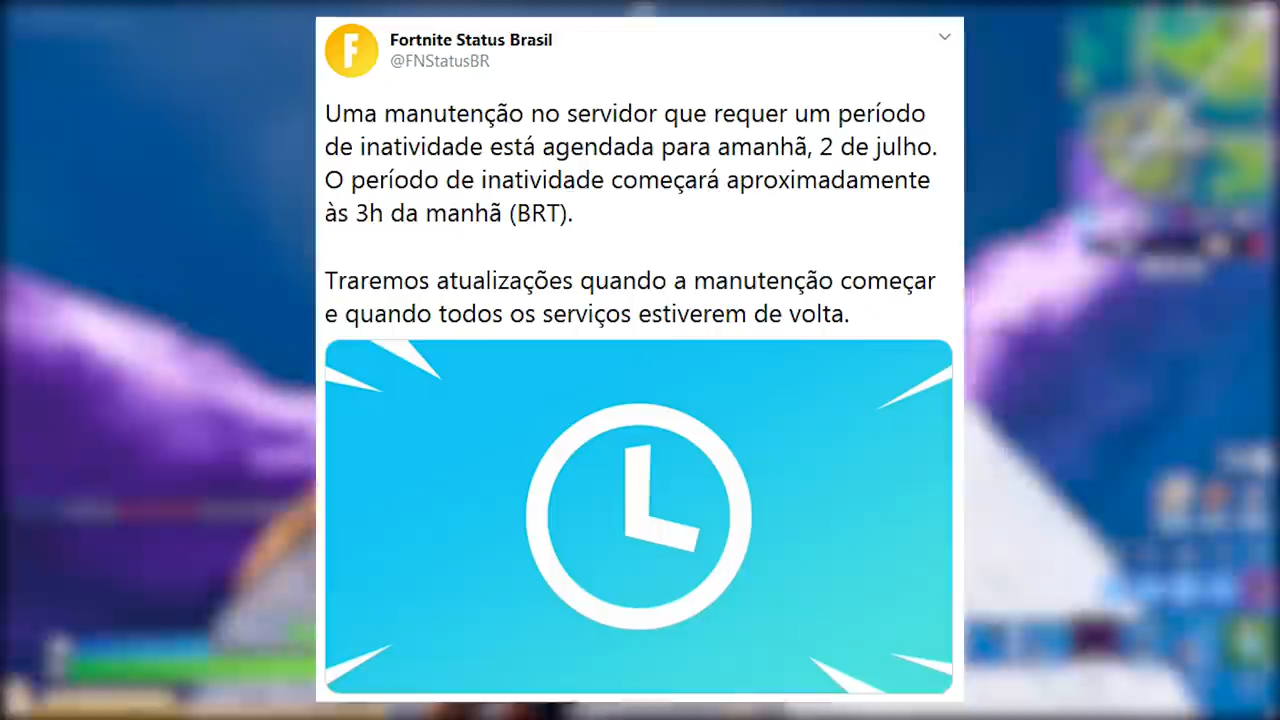 Fortnite Status Brasil
@FNStatusBR
Uma manutenção no servidor que requer um período
de inatividade está agendada para amanhã, 2 de julho.
O período de inatividade começará aproximadamente
às 3h da manhã (BRT).
Traremos atualizações quando a manutenção começar
e quando todos os serviços estiverem de volta.